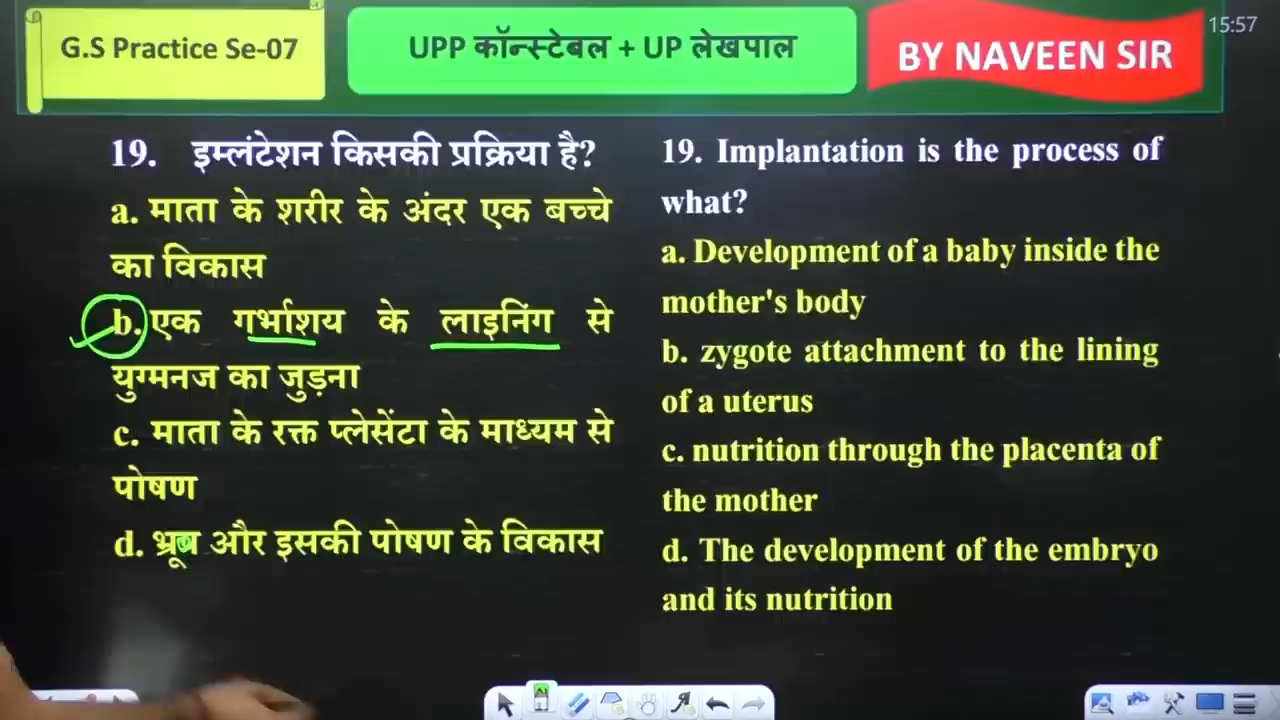 G.S Practice Se-07
UPP कॉन्स्टेबल + UP लेखपाल
BY NAVEEN SIR
15:57
19. इम्लंटेशन किसकी प्रक्रिया है?
a. माता के शरीर के अंदर एक बच्चे
का विकास
b. एक गर्भाशय के लाइनिंग से
युग्मनज का जुड़ना
c. माता के रक्त प्लेसेंटा के माध्यम से
पोषण
d. और इसकी पोषण के विकास
19. Implantation is the process of
what?
a. Development of a baby inside the
mother's body
b. zygote attachment to the lining
of a uterus
c. nutrition through the placenta of
the mother
d. The development of the embryo
and its nutrition